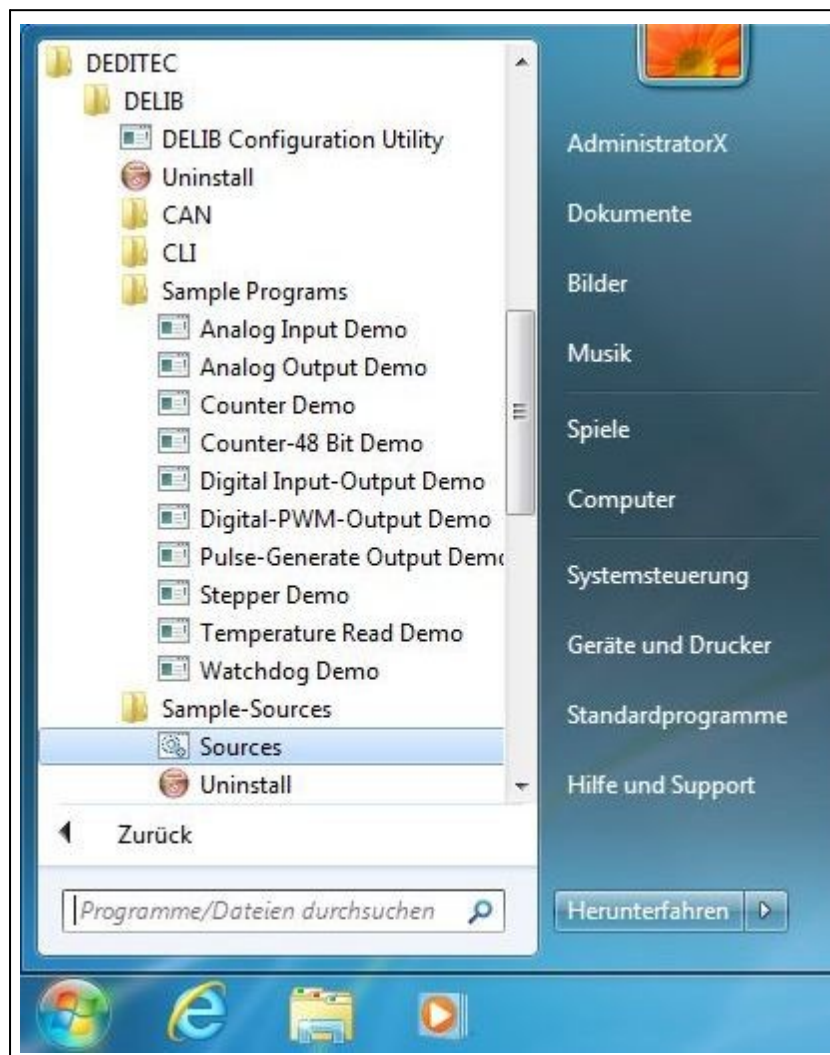 DEDITEC
DELIB
DELIB Configuration Utility
Uninstall
CAN
CLI
Sample Programs
Analog Input Demo
Analog Output Demo
Counter Demo
Counter-48 Bit Demo
Digital Input-Output Demo
Digital-PWM-Output Demo
Pulse-Generate Output Demo
Stepper Demo
Temperature Read Demo
Watchdog Demo
Sample-Sources
Sources
Uninstall
Zurück
Programme/Dateien durchsuchen
AdministratorX
Dokumente
Bilder
Musik
Spiele
Computer
Systemsteuerung
Geräte und Drucker
Standardprogramme
Hilfe und Support
Herunterfahren